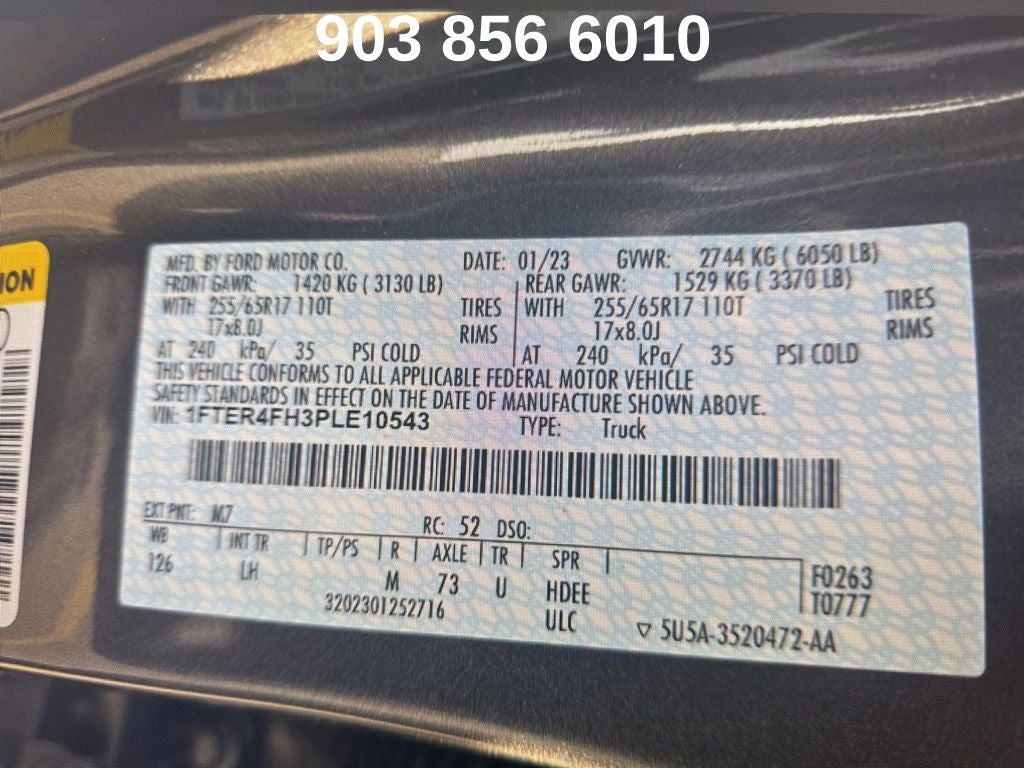 903 856 6010
ION
MFD. BY FORD MOTOR CO. DATE: 01/23 GVWR: 2744 KG ( 6050 LB)
FRONT GAWR: 1420 KG ( 3130 LB) REAR GAWR: 1529 KG ( 3370 LB)
WITH 255/65R17 110T TIRES WITH 255/65R17 110T TIRES
17x8.0J RIMS 17x8.0J RIMS
AT 240 kPa/ 35 PSI COLD AT 240 kPa/ 35 PSI COLD
THIS VEHICLE CONFORMS TO ALL APPLICABLE FEDERAL MOTOR VEHICLE
SAFETY STANDARDS IN EFFECT ON THE DATE OF MANUFACTURE SHOWN ABOVE.
VIN: 1FTER4FH3PLE10543 TYPE: Truck
EXT PNT: M7 RC: 52 DSO:
WB INT TR TP/PS R AXLE TR SPR
126 LH M 73 U HDEE F0263
3202301252716 ULC T0777
▽ 5U5A-3520472-AA